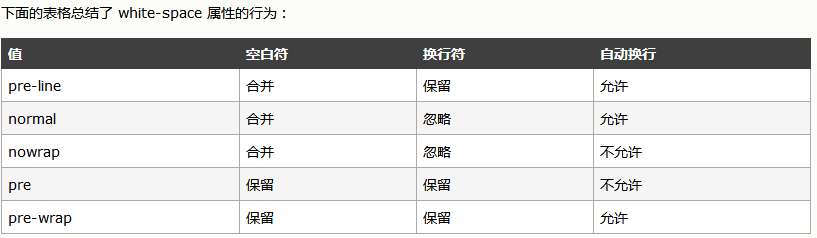 下面的表格总结了 white-space 属性的行为：
值 空白符 换行符 自动换行
pre-line 合并 保留 允许
normal 合并 忽略 允许
nowrap 合并 忽略 不允许
pre 保留 保留 不允许
pre-wrap 保留 保留 允许